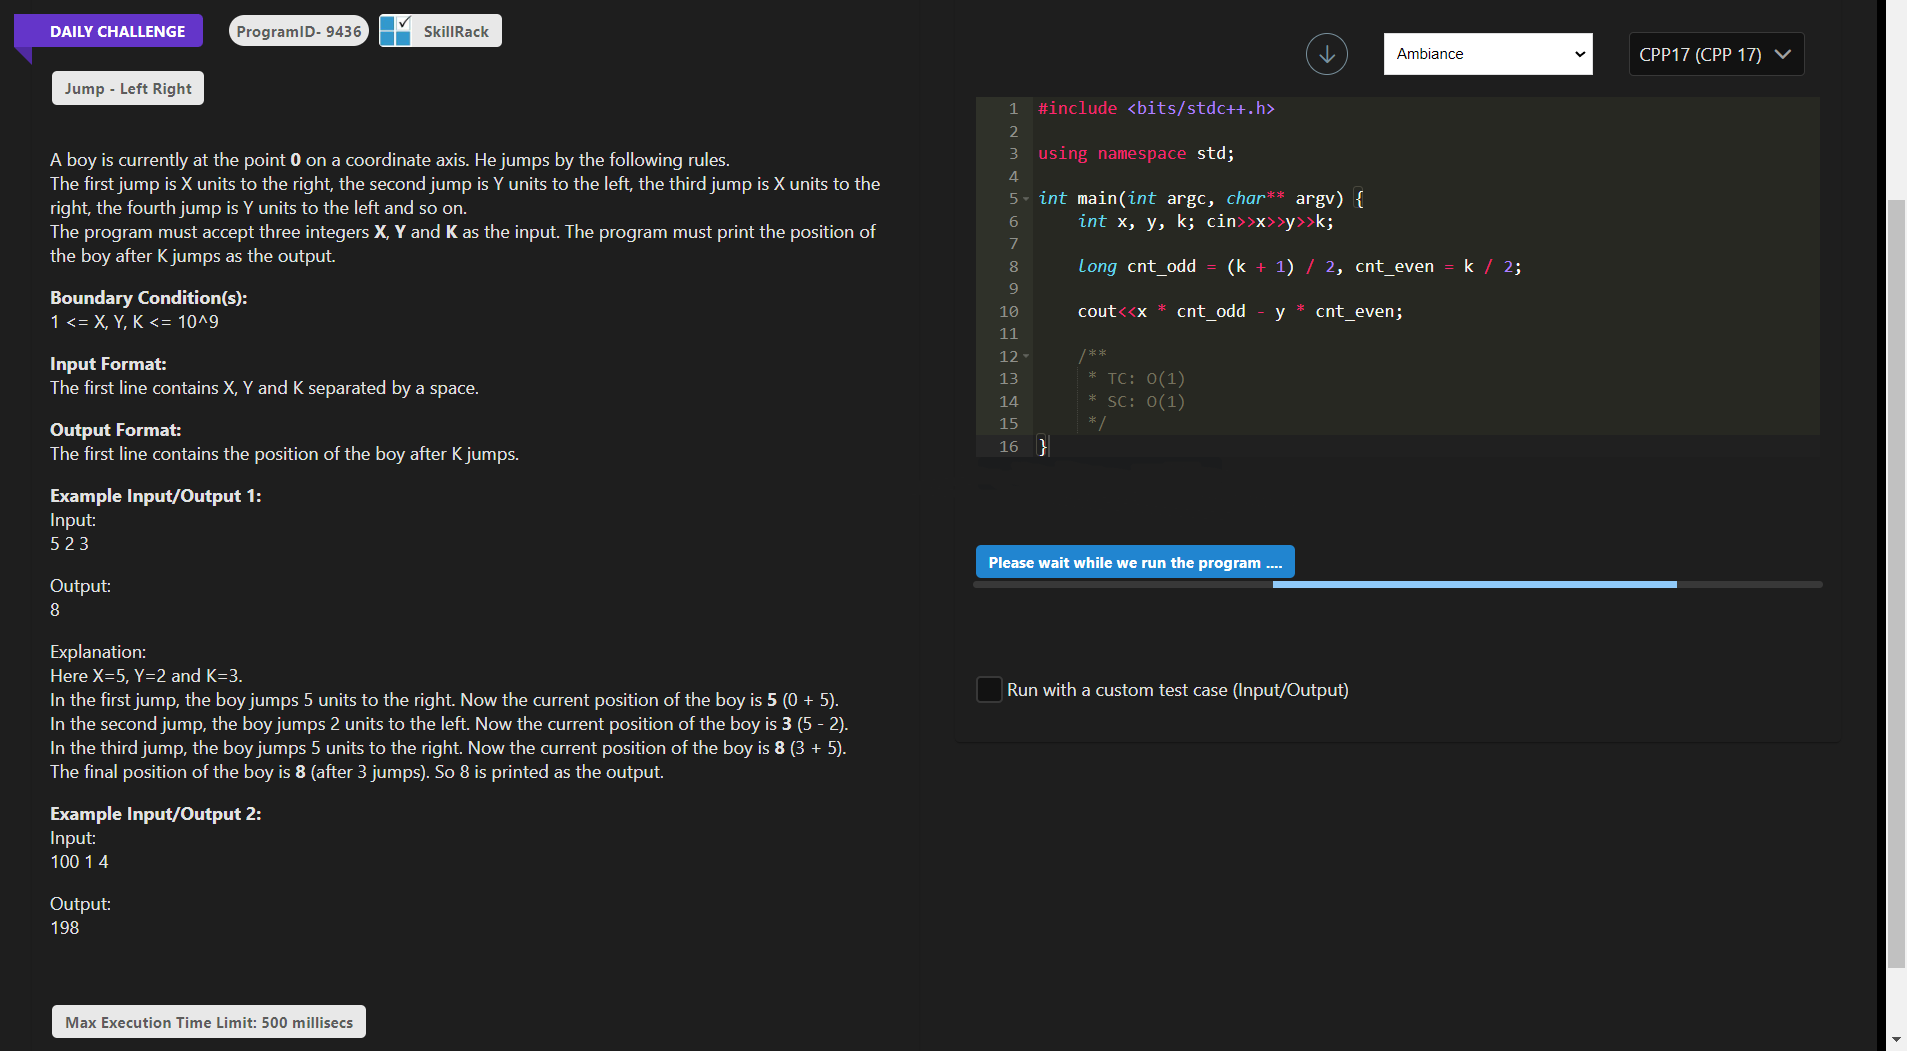 DAILY CHALLENGE
ProgramID- 9436
SkillRack
Jump - Left Right
A boy is currently at the point 0 on a coordinate axis. He jumps by the following rules.
The first jump is X units to the right, the second jump is Y units to the left, the third jump is X units to the
right, the fourth jump is Y units to the left and so on.
The program must accept three integers X, Y and K as the input. The program must print the position of
the boy after K jumps as the output.
Boundary Condition(s):
1 <= X, Y, K <= 10^9
Input Format:
The first line contains X, Y and K separated by a space.
Output Format:
The first line contains the position of the boy after K jumps.
Example Input/Output 1:
Input:
5 2 3
Output:
8
Explanation:
Here X=5, Y=2 and K=3.
In the first jump, the boy jumps 5 units to the right. Now the current position of the boy is 5 (0 + 5).
In the second jump, the boy jumps 2 units to the left. Now the current position of the boy is 3 (5 - 2).
In the third jump, the boy jumps 5 units to the right. Now the current position of the boy is 8 (3 + 5).
The final position of the boy is 8 (after 3 jumps). So 8 is printed as the output.
Example Input/Output 2:
Input:
100 1 4
Output:
198
Max Execution Time Limit: 500 millisecs
Ambiance
CPP17 (CPP 17)
1 #include <bits/stdc++.h>
2
3 using namespace std;
4
5 int main(int argc, char** argv) {
6 int x, y, k; cin>>x>>y>>k;
7
8 long cnt_odd = (k + 1) / 2, cnt_even = k / 2;
9
10 cout<<x * cnt_odd - y * cnt_even;
11
12 /**
13 * TC: O(1)
14 * SC: O(1)
15 */
16 }
Please wait while we run the program ....
Run with a custom test case (Input/Output)